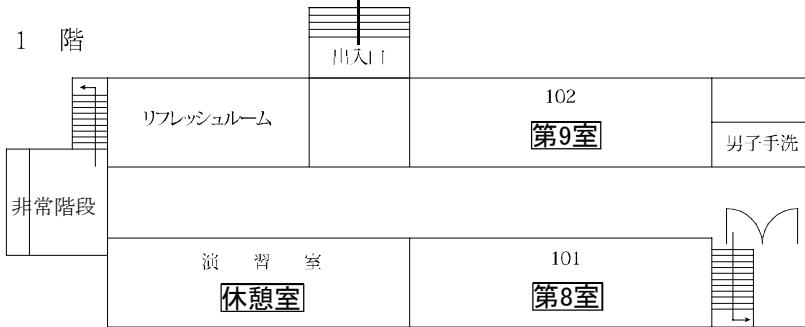 1 階
出入口
リフレッシュルーム
102
第9室
男子手洗
非常階段
演 習 室
休憩室
101
第8室